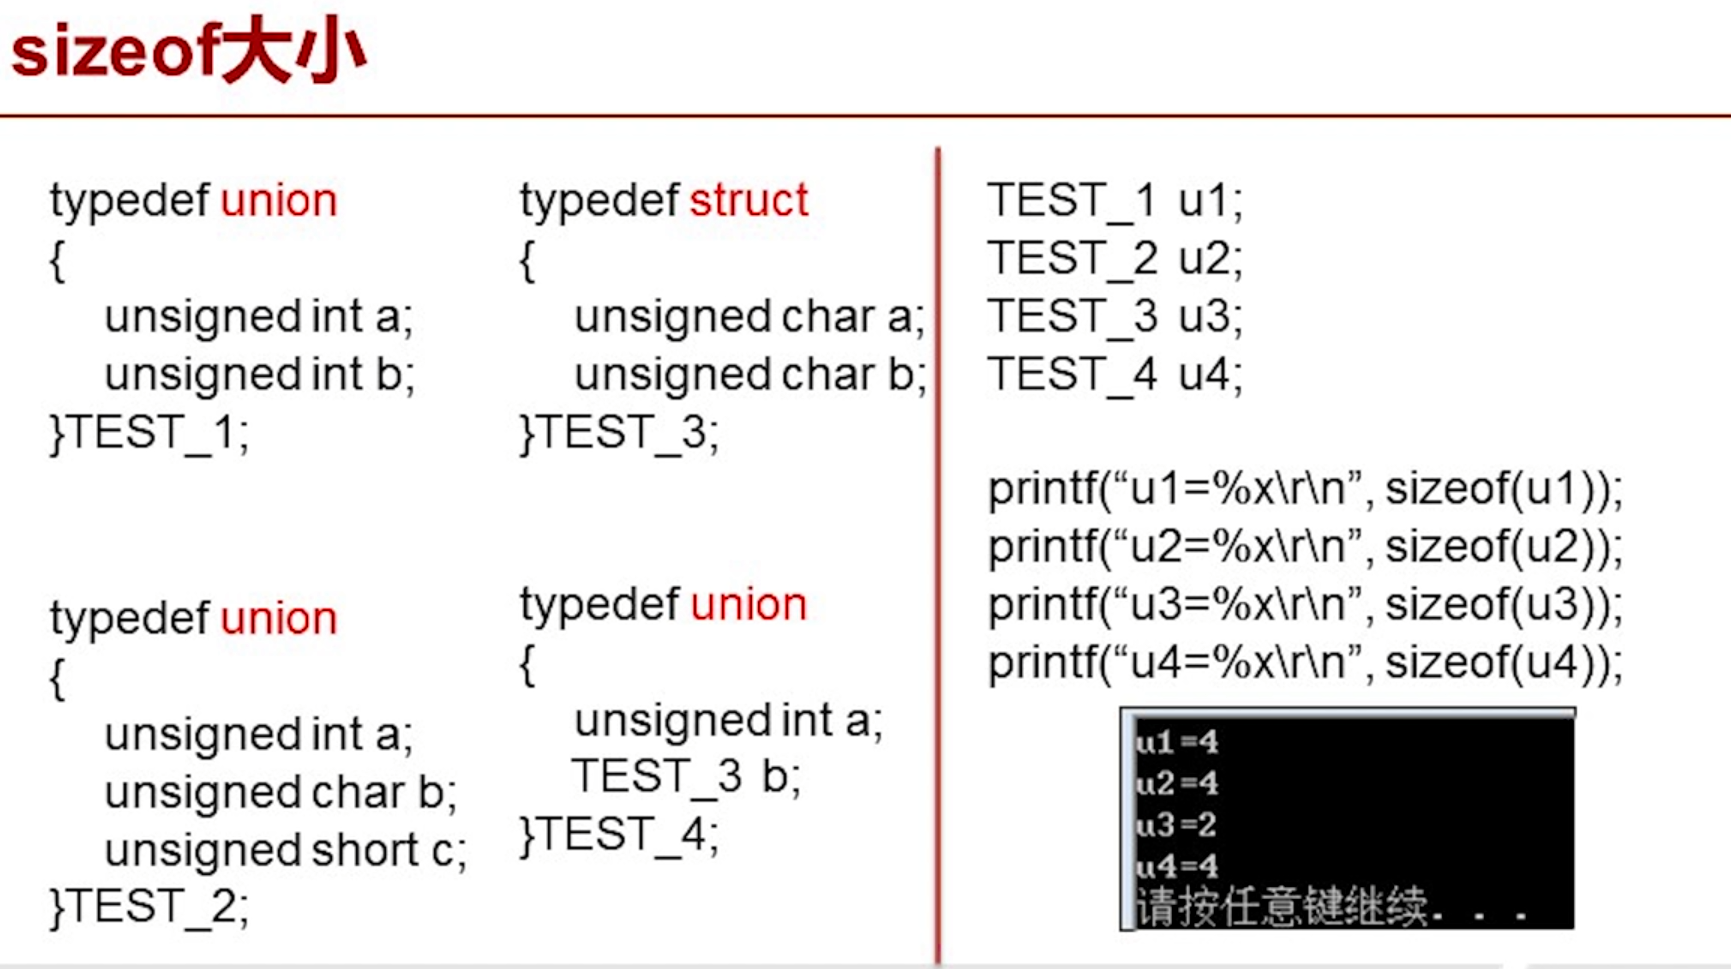 sizeof大小
typedef union
{
unsigned int a;
unsigned int b;
}TEST_1;
typedef union
{
unsigned int a;
unsigned char b;
unsigned short c;
}TEST_2;
typedef struct
{
unsigned char a;
unsigned char b;
}TEST_3;
typedef union
{
unsigned int a;
TEST_3 b;
}TEST_4;
TEST_1 u1;
TEST_2 u2;
TEST_3 u3;
TEST_4 u4;
printf(“u1=%x\r\n”, sizeof(u1));
printf(“u2=%x\r\n”, sizeof(u2));
printf(“u3=%x\r\n”, sizeof(u3));
printf(“u4=%x\r\n”, sizeof(u4));
u1=4
u2=4
u3=2
u4=4
请按任意键继续. . .